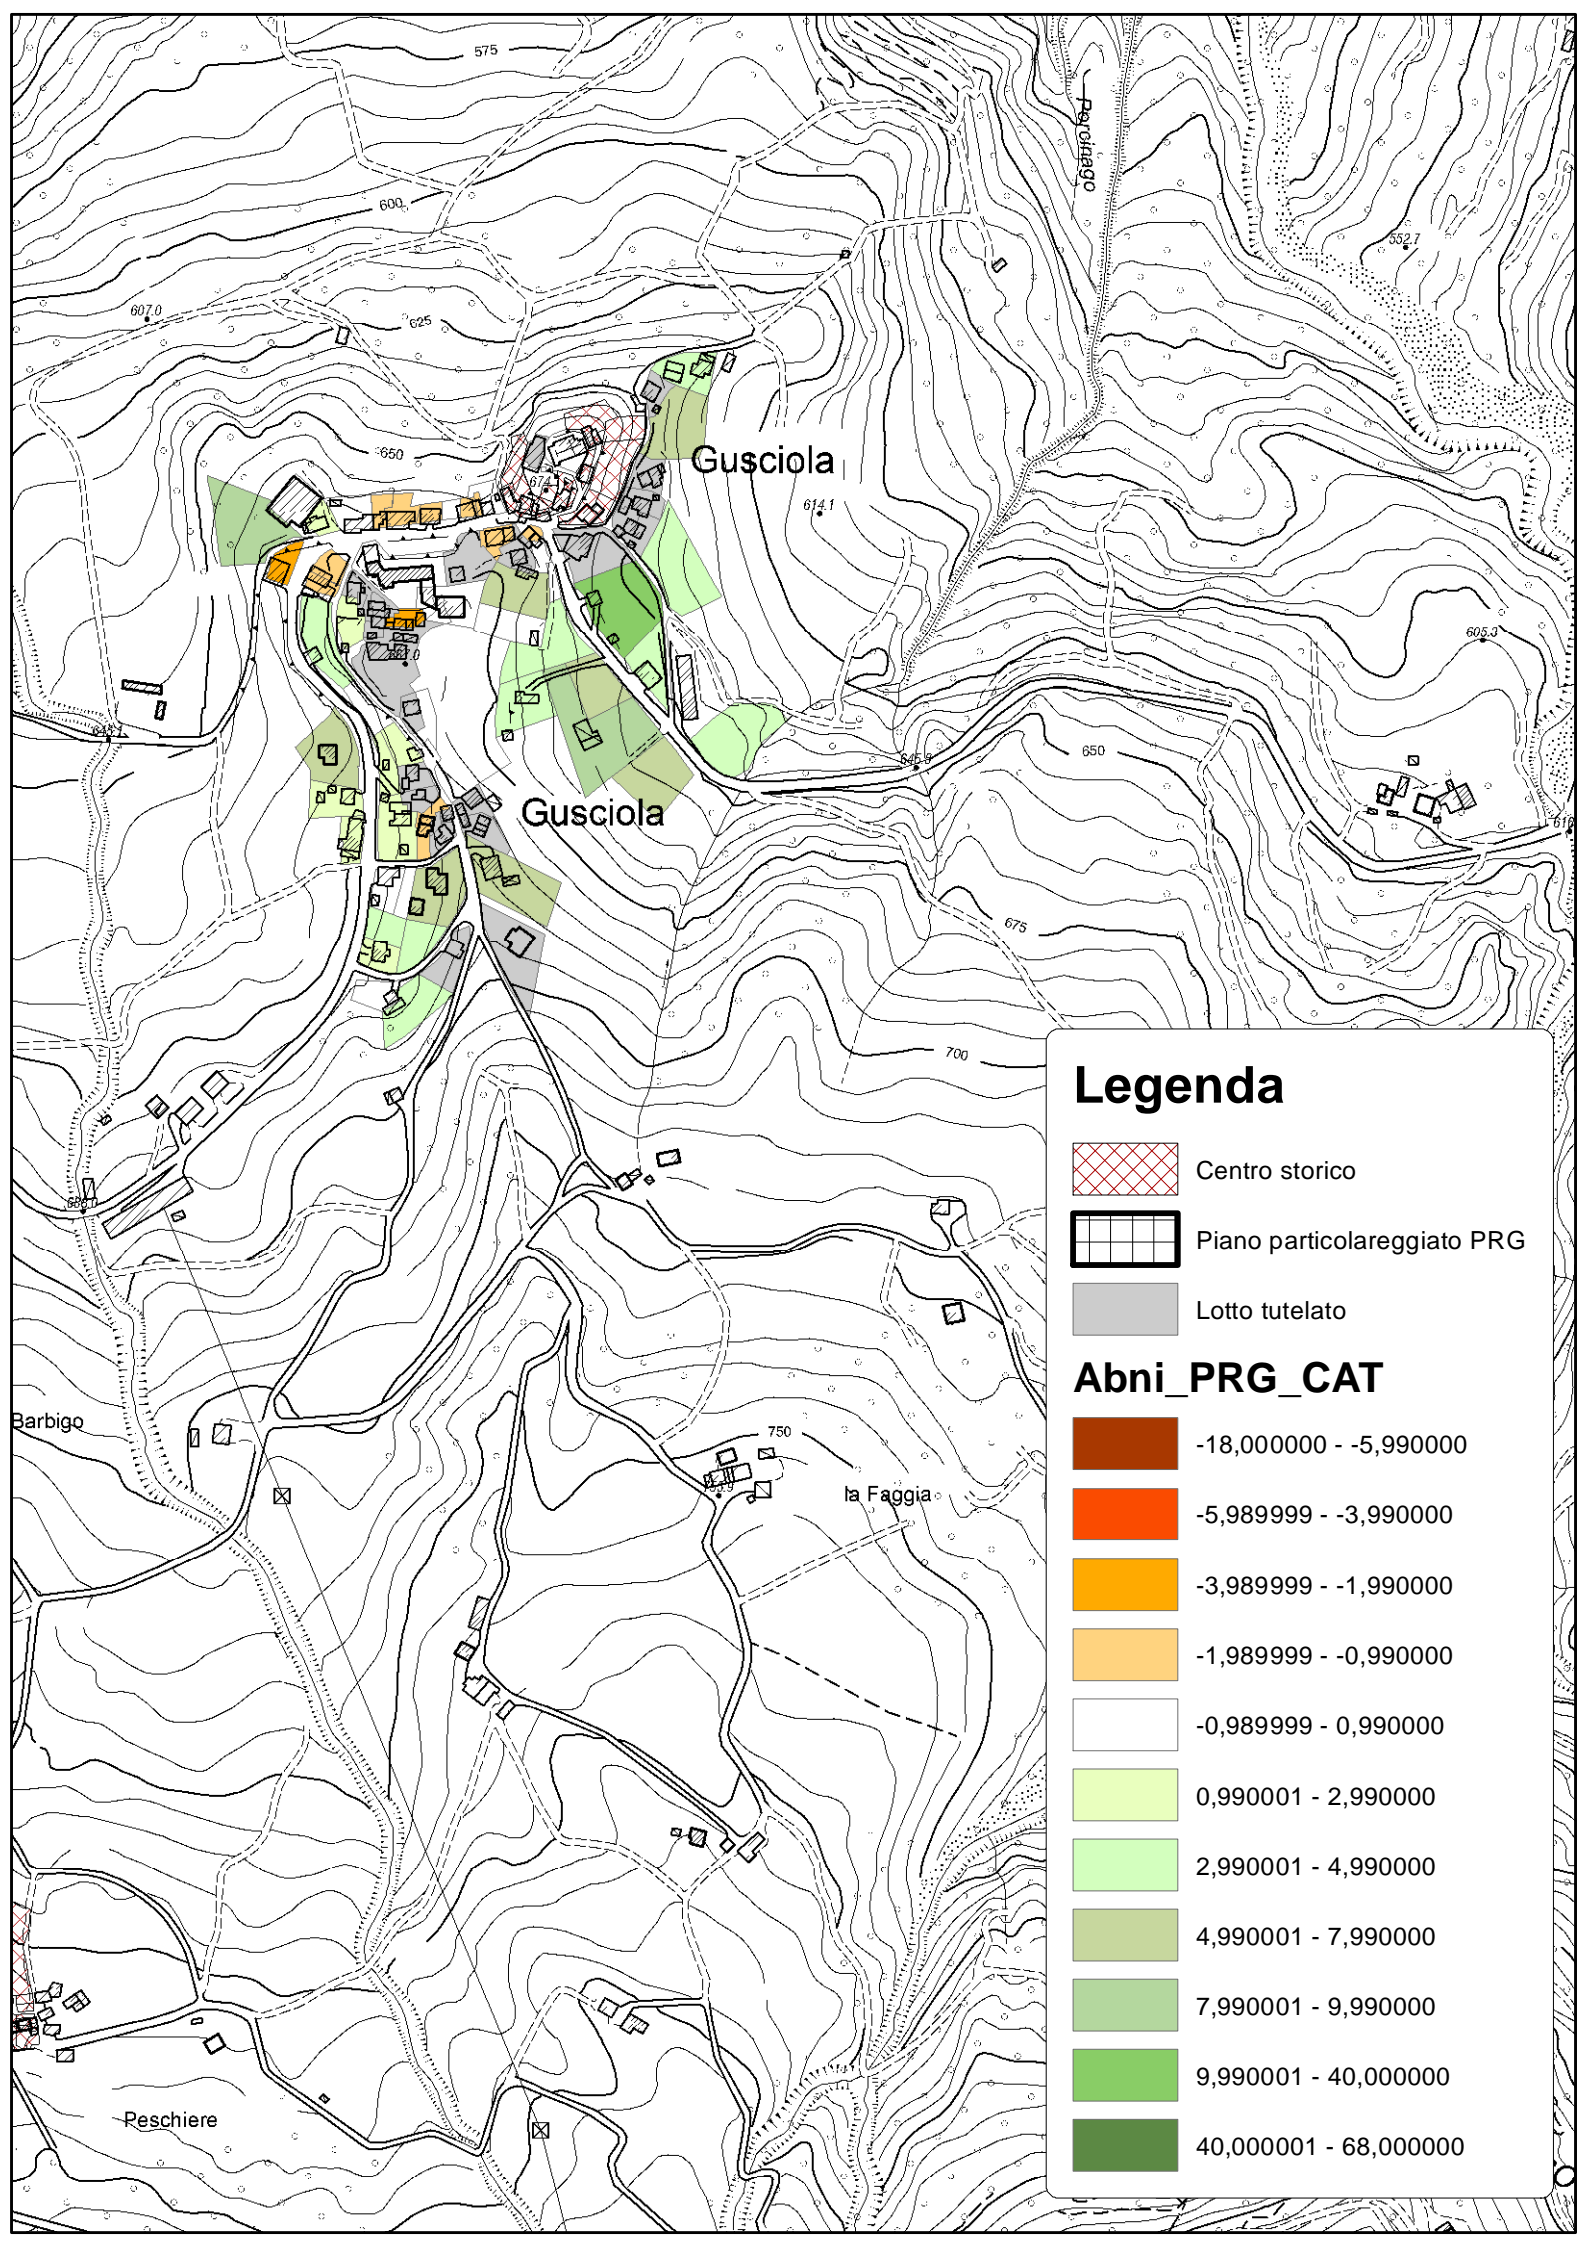 575
Porcinago
600
552.7
607.0
625
650
Gusciola
674
614.1
605.3
645.1
650
Gusciola
675
700
Legenda
Centro storico
Piano particolareggiato PRG
Lotto tutelato
Abni_PRG_CAT
Barbigo
750
-18,000000 - -5,990000
la Faggia
-5,989999 - -3,990000
-3,989999 - -1,990000
-1,989999 - -0,990000
-0,989999 - 0,990000
0,990001 - 2,990000
2,990001 - 4,990000
4,990001 - 7,990000
7,990001 - 9,990000
9,990001 - 40,000000
Peschiere
40,000001 - 68,000000